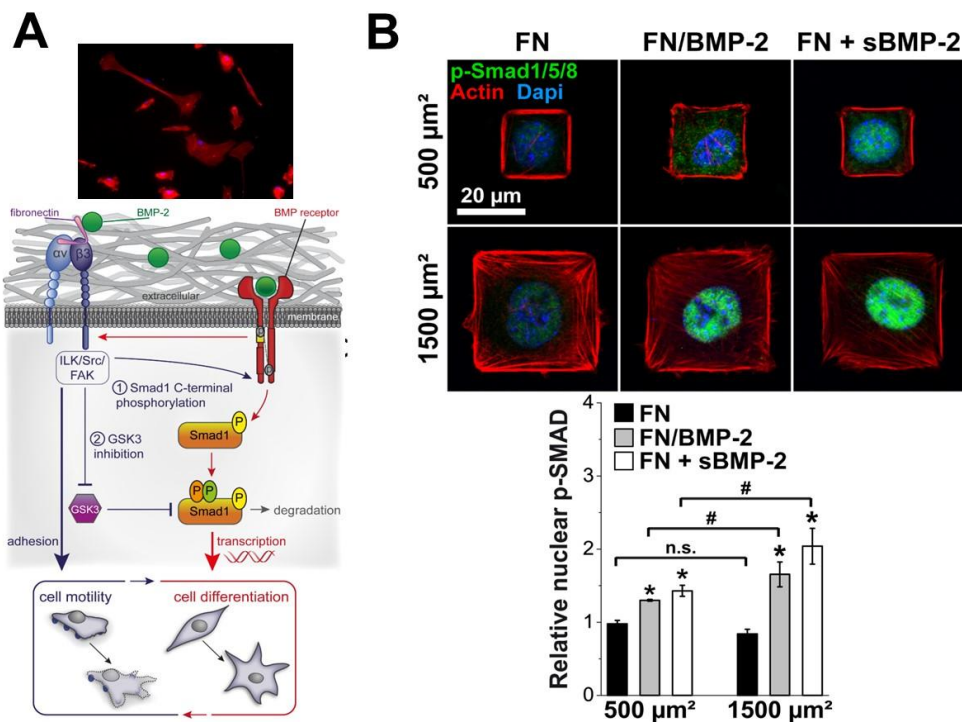 A
fibronectin
BMP-2
BMP receptor
αv
β3
extracellular
membrane
ILK/Src/
FAK
① Smad1 C-terminal
phosphorylation
P
Smad1
② GSK3
inhibition
P P
P
GSK3
Smad1
degradation
adhesion
transcription
cell motility
cell differentiation
B
FN FN/BMP-2 FN + sBMP-2
p-Smad1/5/8
Actin Dapi
500 µm²
20 µm
1500 µm²
Relative nuclear p-SMAD
4
3
2
1
0
FN
FN/BMP-2
FN + sBMP-2
#
#
n.s.
* * * *
500 µm² 1500 µm²